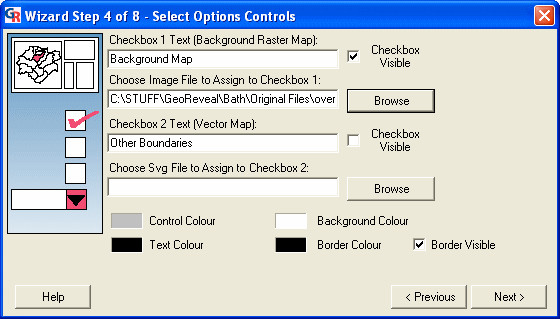 GR Wizard Step 4 of 8 - Select Options Controls
Checkbox 1 Text (Background Raster Map):
Background Map
Checkbox
Visible
Choose Image File to Assign to Checkbox 1:
C:\STUFF\GeoReveal\Bath\Original Files\over
Browse
Checkbox 2 Text (Vector Map):
Other Boundaries
Checkbox
Visible
Choose Svg File to Assign to Checkbox 2:
Browse
Control Colour
Background Colour
Text Colour
Border Colour
Border Visible
Help
< Previous
Next >